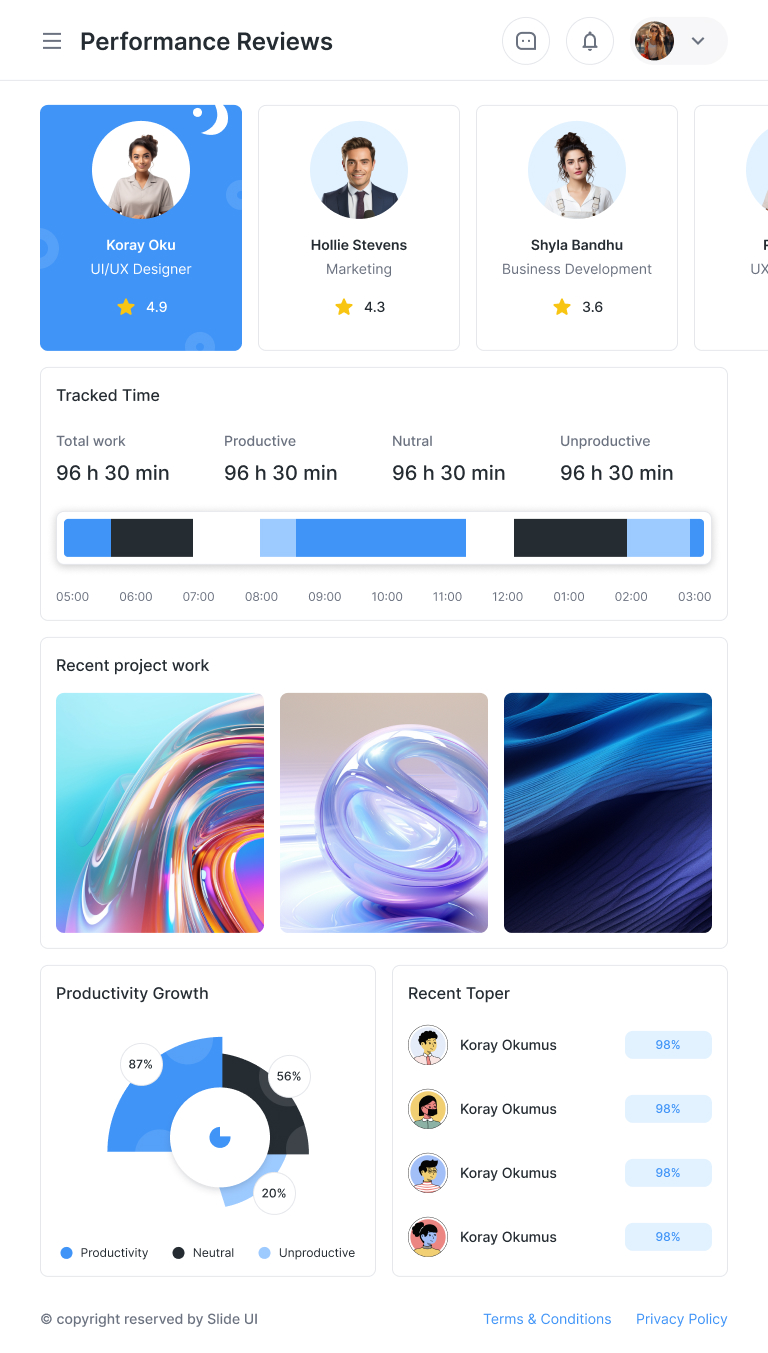 Performance Reviews
Koray Oku
UI/UX Designer
4.9
Hollie Stevens
Marketing
4.3
Shyla Bandhu
Business Development
3.6
UX
Tracked Time
Total work Productive Nutral Unproductive
96 h 30 min 96 h 30 min 96 h 30 min 96 h 30 min
05:00 06:00 07:00 08:00 09:00 10:00 11:00 12:00 01:00 02:00 03:00
Recent project work
Productivity Growth
87%
56%
20%
Productivity Neutral Unproductive
Recent Toper
Koray Okumus 98%
Koray Okumus 98%
Koray Okumus 98%
Koray Okumus 98%
© copyright reserved by Slide UI Terms & Conditions Privacy Policy